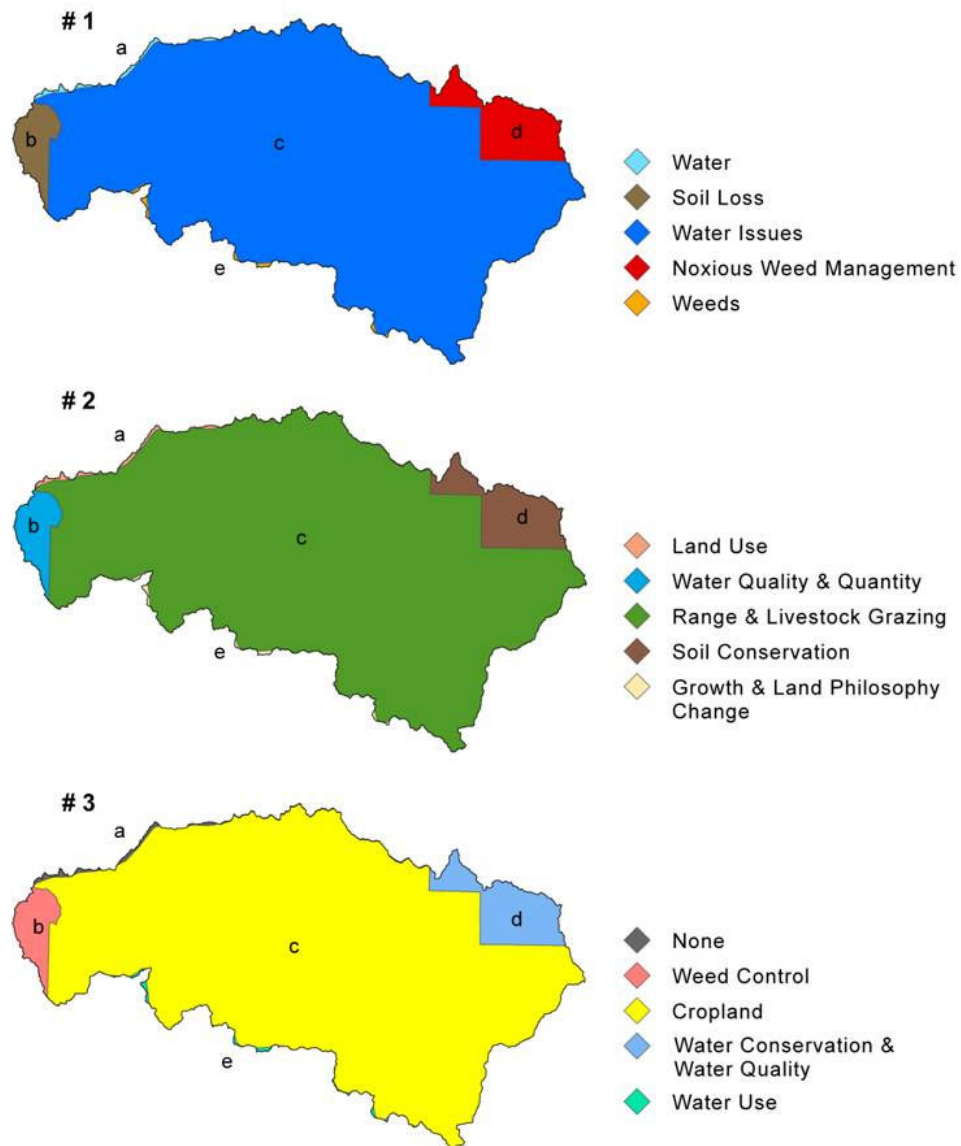 # 1
a
b
c
d
e
Water
Soil Loss
Water Issues
Noxious Weed Management
Weeds
# 2
a
b
c
d
e
Land Use
Water Quality & Quantity
Range & Livestock Grazing
Soil Conservation
Growth & Land Philosophy
Change
# 3
a
b
c
d
e
None
Weed Control
Cropland
Water Conservation &
Water Quality
Water Use